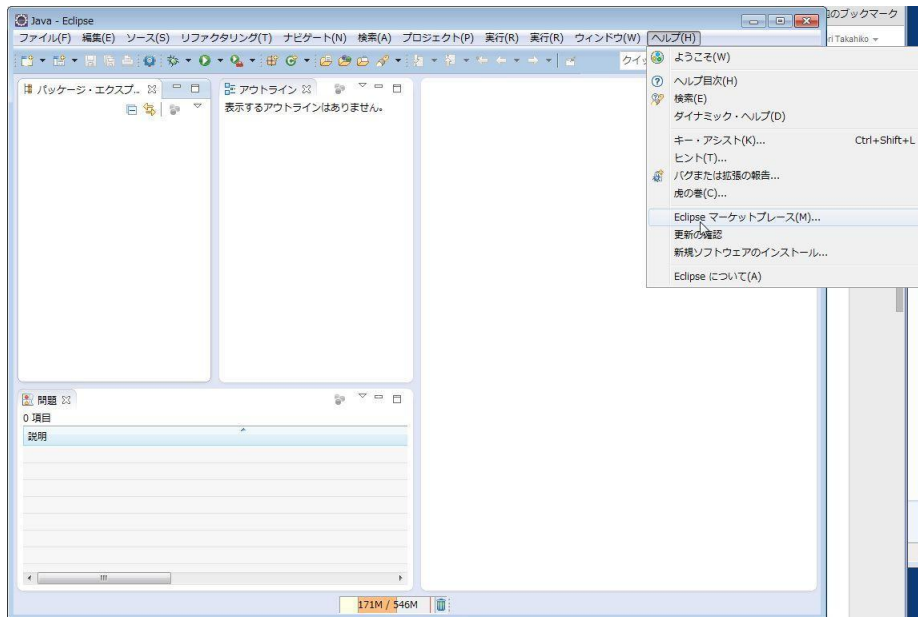 Java - Eclipse
のブックマーク
ファイル(F) 編集(E) ソース(S) リファクタリング(T) ナビゲート(N) 検索(A) プロジェクト(P) 実行(R) 実行(R) ウィンドウ(W) ヘルプ(H)
Takahiko
ようこそ(W)
ヘルプ目次(H)
検索(E)
ダイナミック・ヘルプ(D)
キー・アシスト(K)... Ctrl+Shift+L
ヒント(T)...
バグまたは拡張の報告...
虎の巻(C)...
Eclipse マーケットプレース(M)...
更新の確認
新規ソフトウェアのインストール...
Eclipse について(A)
パッケージ・エクスプ..
アウトライン
表示するアウトラインはありません。
問題
0 項目
説明
171M / 546M